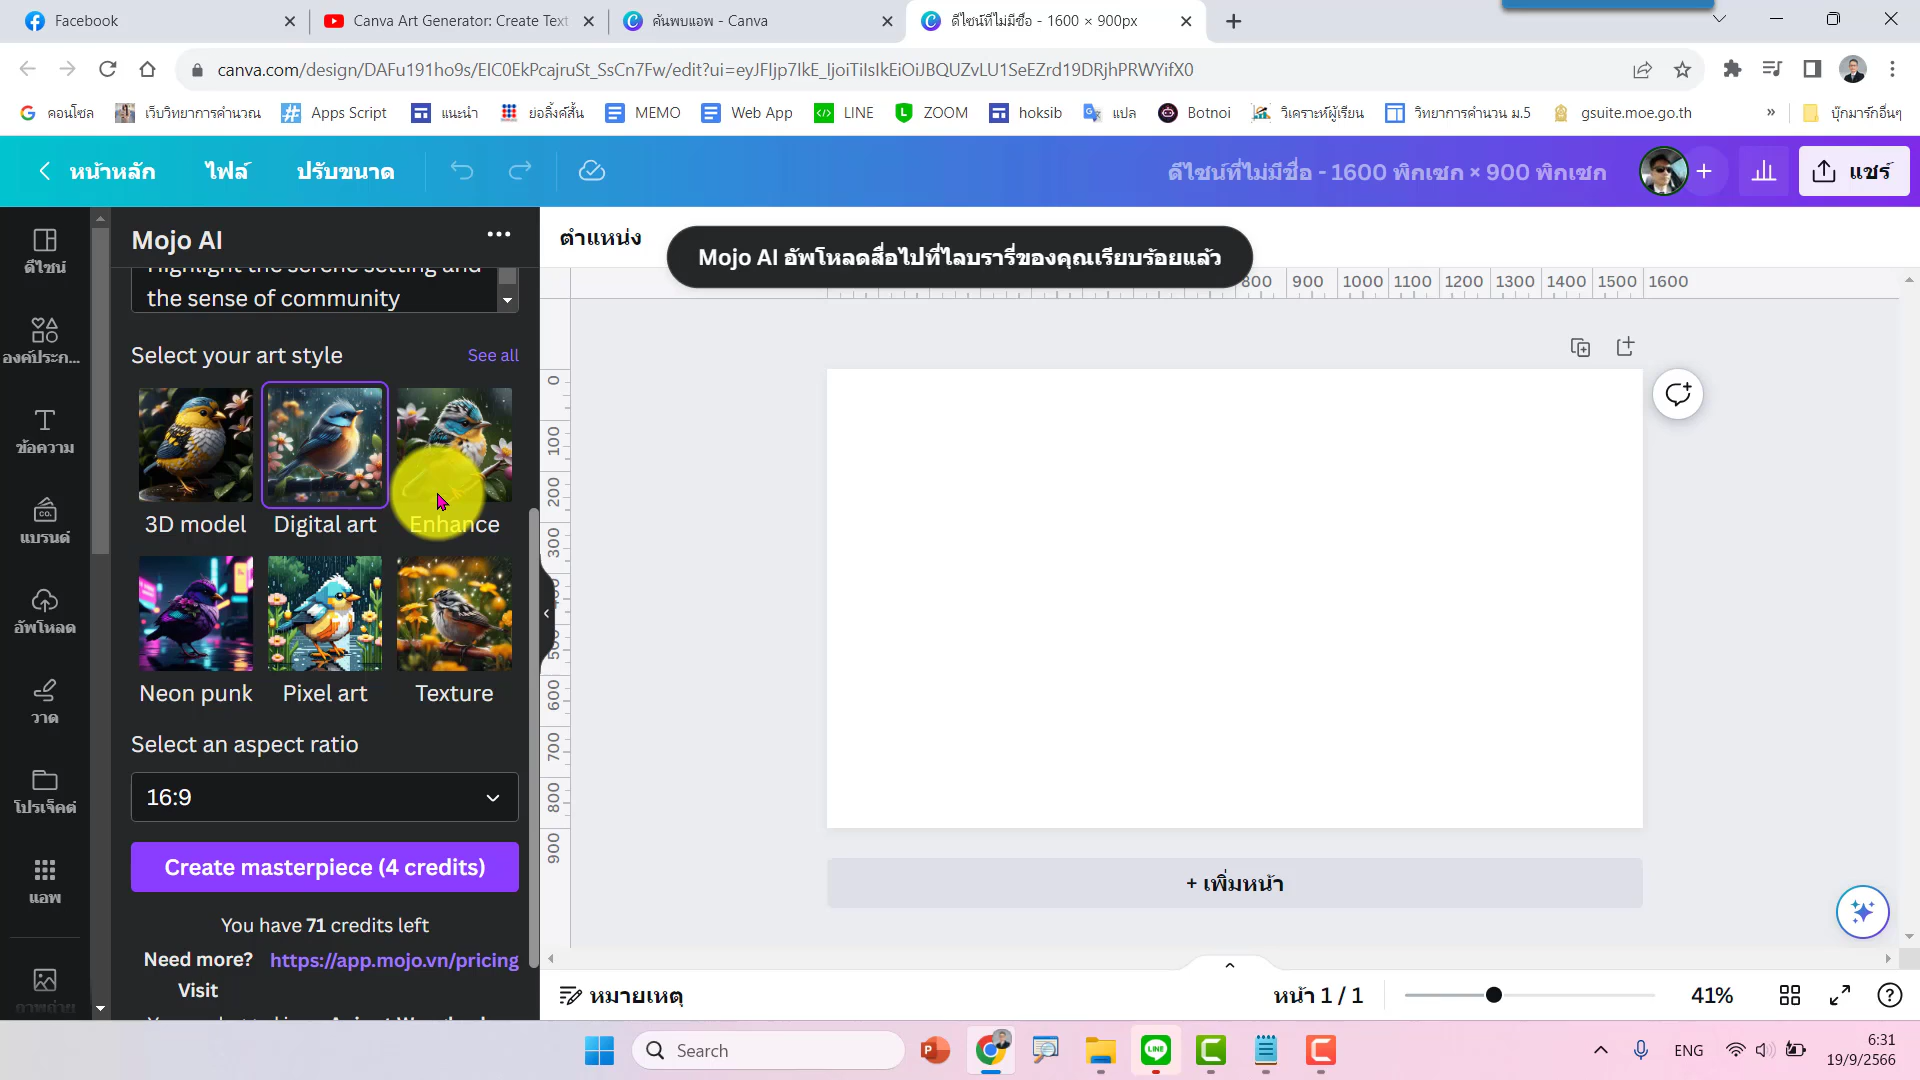 Facebook
Canva Art Generator: Create Text
ค้นพบแอพ - Canva
ดีไซน์ที่ไม่มีชื่อ - 1600 × 900px
canva.com/design/DAFu191ho9s/EIC0EkPcajruSt_SsCn7Fw/edit?ui=eyJFIjp7IkE_IjoiTiIsIkEiOiJBQUZvLU1SeEZrd19DRjhPRWYifX0
คอนโซล
เว็บวิทยาการคำนวณ
Apps Script
แนะนำ
ย่อลิ้งค์สั้น
MEMO
Web App
LINE
ZOOM
hoksib
แปล
Botnoi
วิเคราะห์ผู้เรียน
วิทยาการคำนวน ม.5
gsuite.moe.go.th
»
บุ๊กมาร์กอื่นๆ
หน้าหลัก
ไฟล์
ปรับขนาด
ดีไซน์ที่ไม่มีชื่อ - 1600 พิกเซก × 900 พิกเซก
แชร์
ดีไซน์
องค์ประก...
ข้อความ
แบรนด์
อัพโหลด
วาด
โปรเจ็คต์
แอพ
ภาพถ่าย
Mojo AI
Highlight the serene setting and
the sense of community
Select your art style
See all
3D model
Digital art
Enhance
Neon punk
Pixel art
Texture
Select an aspect ratio
16:9
Create masterpiece (4 credits)
You have 71 credits left
Need more? https://app.mojo.vn/pricing
Visit
ตำแหน่ง
Mojo AI อัพโหลดสื่อไปที่ไลบรารี่ของคุณเรียบร้อยแล้ว
800 900 1000 1100 1200 1300 1400 1500 1600
0
100
200
300
400
500
600
700
800
900
+ เพิ่มหน้า
หมายเหตุ
หน้า 1 / 1
41%
Search
ENG
6:31
19/9/2566